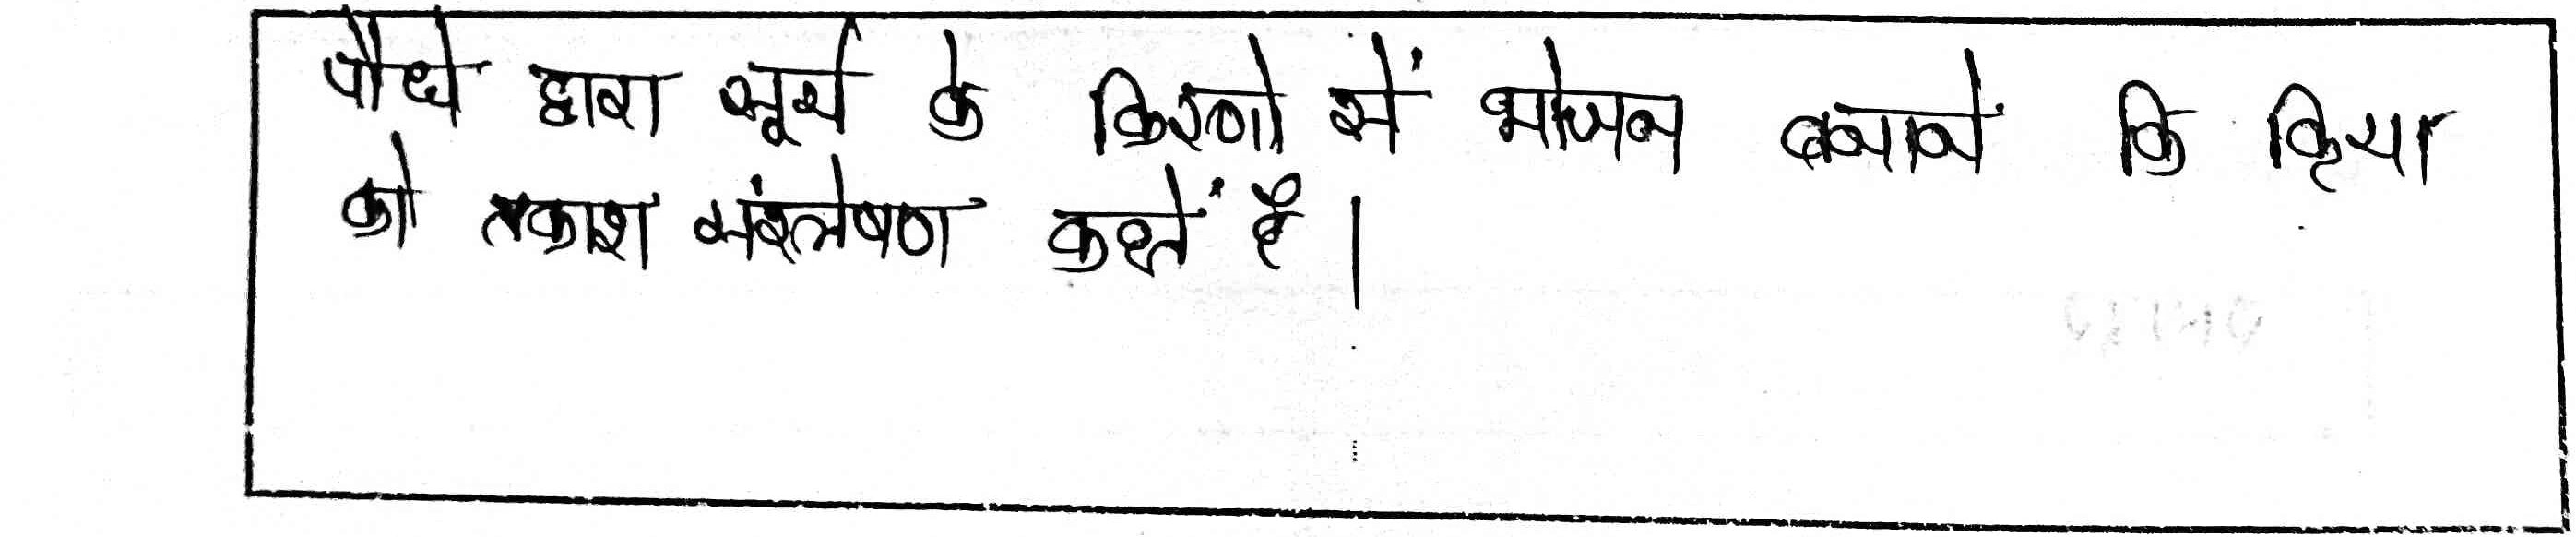 पौधे द्वारा सूर्य के किरणो सें भोजन बनानें कि क्रिया
को प्रकाश संश्लेषण कहतें है।